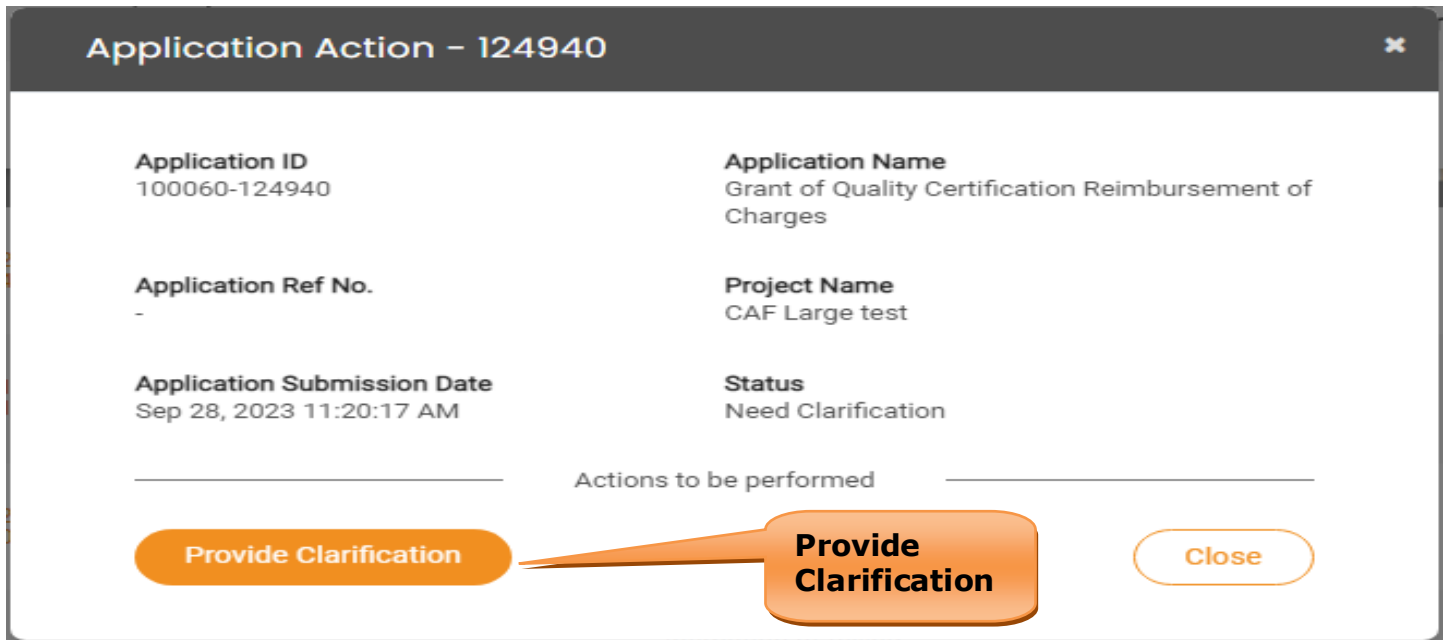 Application Action - 124940
Application ID
100060-124940
Application Name
Grant of Quality Certification Reimbursement of
Charges
Application Ref No.
-
Project Name
CAF Large test
Application Submission Date
Sep 28, 2023 11:20:17 AM
Status
Need Clarification
Actions to be performed
Provide Clarification
Provide
Clarification
Close